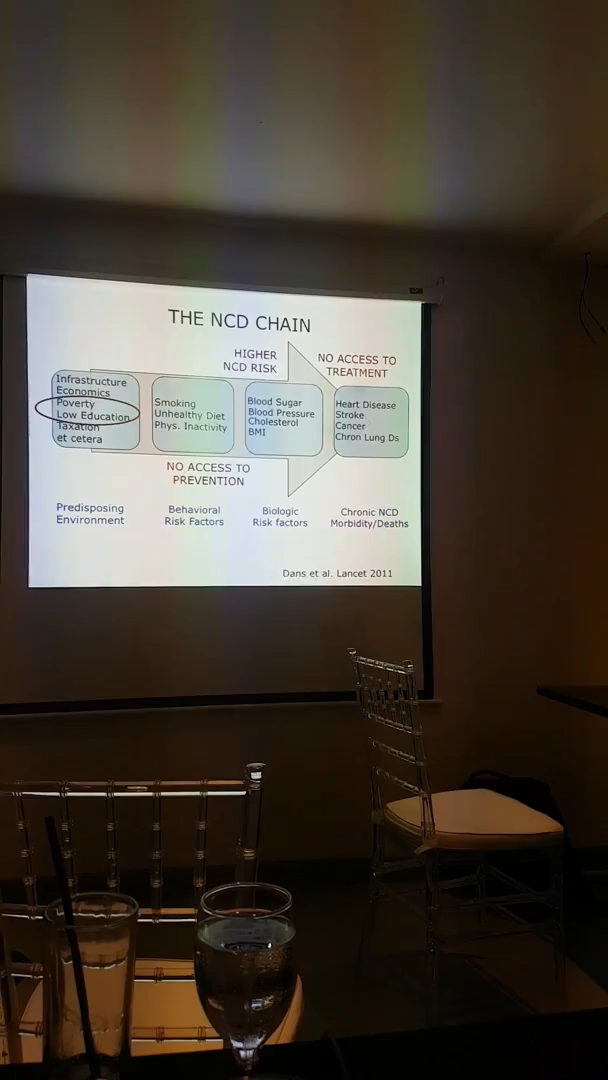 THE NCD CHAIN
HIGHER
NCD RISK
NO ACCESS TO
TREATMENT
Infrastructure
Economics
Poverty
Low Education
Taxation
et cetera
Smoking
Unhealthy Diet
Phys. Inactivity
Blood Sugar
Blood Pressure
Cholesterol
BMI
Heart Disease
Stroke
Cancer
Chron Lung Ds
NO ACCESS TO
PREVENTION
Predisposing
Environment
Behavioral
Risk Factors
Biologic
Risk factors
Chronic NCD
Morbidity/Deaths
Dans et al. Lancet 2011